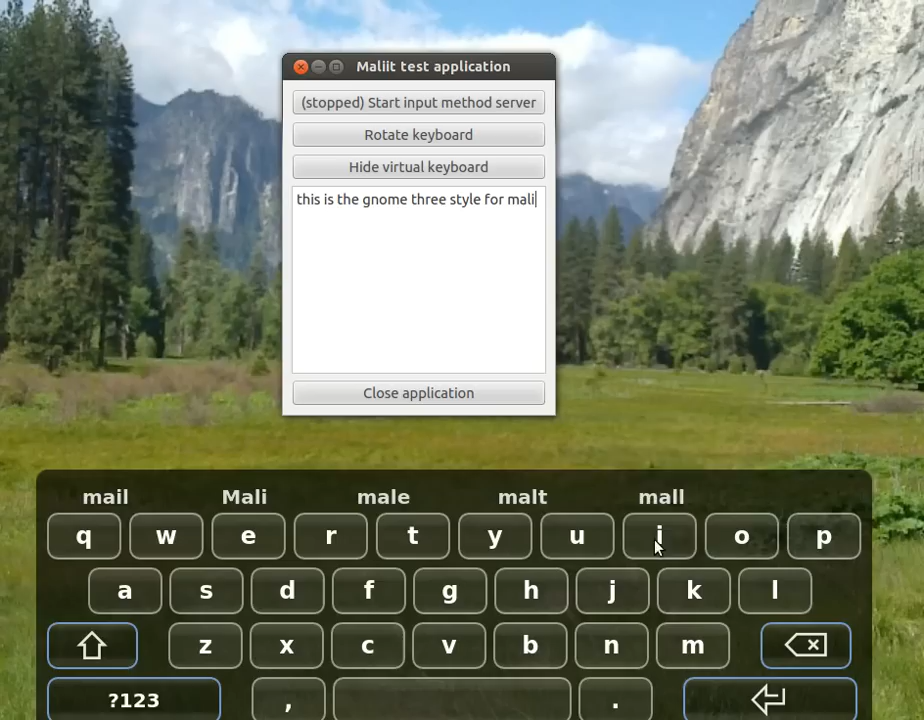 Maliit test application
(stopped) Start input method server
Rotate keyboard
Hide virtual keyboard
this is the gnome three style for mali
Close application
mail Mali male malt mall
q w e r t y u i o p
a s d f g h j k l
z x c v b n m
?123 , .